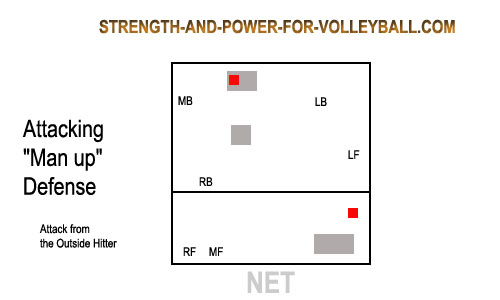 STRENGTH-AND-POWER-FOR-VOLLEYBALL.COM
Attacking
"Man up"
Defense
Attack from
the Outside Hitter
MB
LB
LF
RB
RF
MF
NET